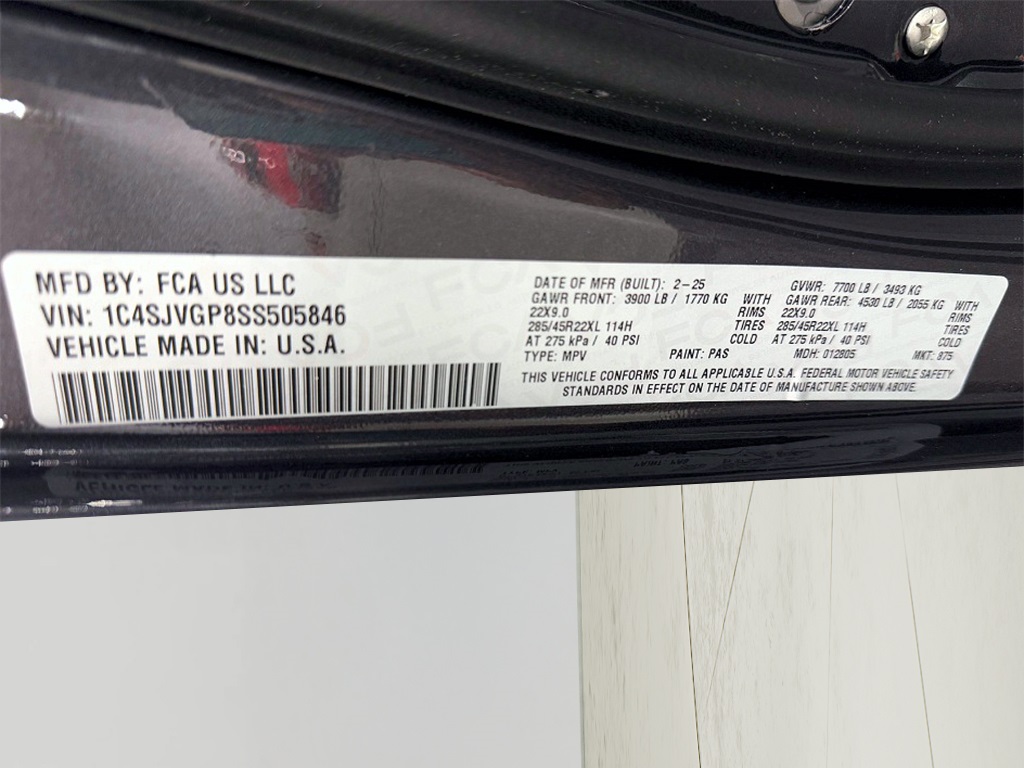 MFD BY: FCA US LLC
VIN: 1C4SJVGP8SS505846
VEHICLE MADE IN: U.S.A.
DATE OF MFR (BUILT): 2-25 GVWR: 7700 LB / 3493 KG
GAWR FRONT: 3900 LB / 1770 KG WITH GAWR REAR: 4530 LB / 2055 KG WITH
22X9.0 RIMS 22X9.0 RIMS
285/45R22XL 114H TIRES 285/45R22XL 114H TIRES
AT 275 kPa / 40 PSI COLD AT 275 kPa / 40 PSI COLD
TYPE: MPV PAINT: PAS MDH: 012805 MKT: 875
THIS VEHICLE CONFORMS TO ALL APPLICABLE U.S.A. FEDERAL MOTOR VEHICLE SAFETY
STANDARDS IN EFFECT ON THE DATE OF MANUFACTURE SHOWN ABOVE.